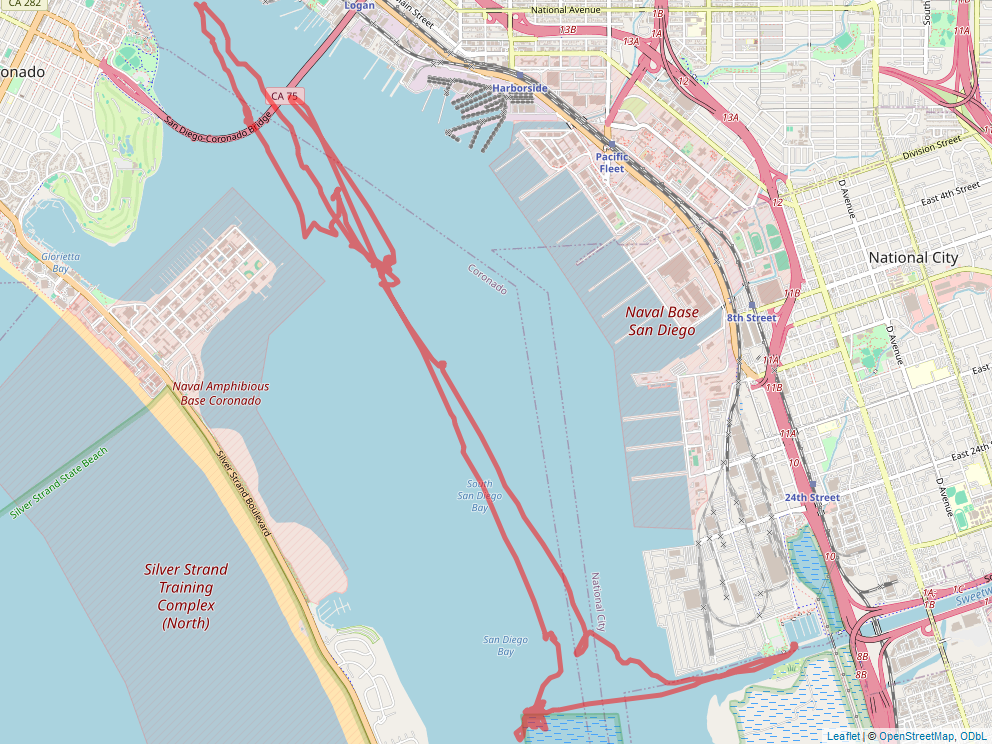 CA 282
Logan
Main Street
National Avenue
13B
1A
13A
1B
South
onado
CA 75
Harborside
12
13A
11
San Diego-Coronado Bridge
Pacific
Fleet
Division Street
D Avenue
East 4th Street
12
Glorietta
Bay
Coronado
National City
11B
Naval Base
San Diego
8th Street
11A
11B
D Avenue
East
Naval Amphibious
Base Coronado
11A
10
East 24th
Silver Strand State Beach
Silver Strand Boulevard
South
San Diego
Bay
24th Street
D Avenue
10
Silver Strand
Training
Complex
(North)
National City
1A
1B
1C
Sweetw
San Diego
Bay
8B
8B
Leaflet | © OpenStreetMap, ODbL